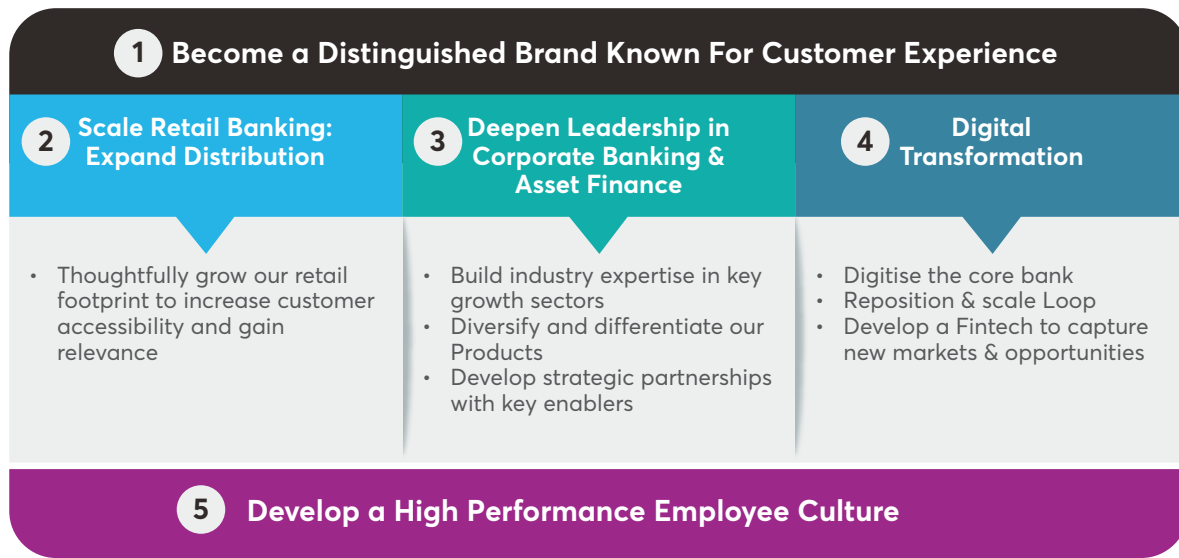 1 Become a Distinguished Brand Known For Customer Experience
2 Scale Retail Banking:
Expand Distribution
3 Deepen Leadership in
Corporate Banking &
Asset Finance
4 Digital
Transformation
• Thoughtfully grow our retail
footprint to increase customer
accessibility and gain
relevance
• Build industry expertise in key
growth sectors
• Diversify and differentiate our
Products
• Develop strategic partnerships
with key enablers
• Digitise the core bank
• Reposition & scale Loop
• Develop a Fintech to capture
new markets & opportunities
5 Develop a High Performance Employee Culture